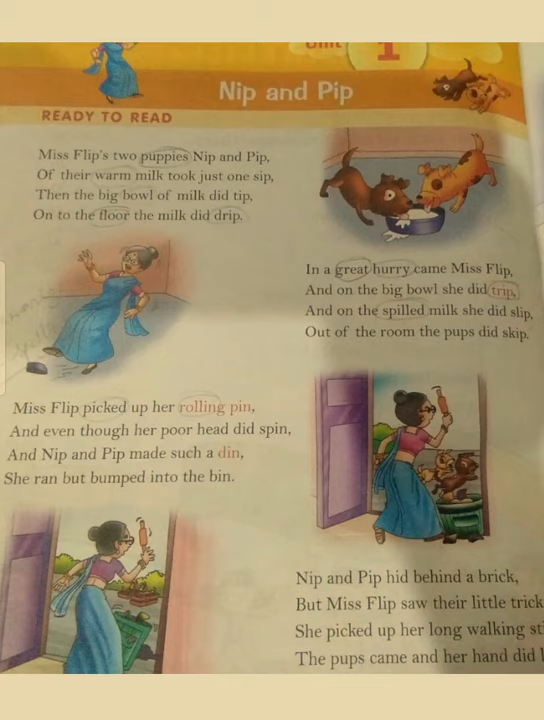 Unit 1
Nip and Pip
READY TO READ
Miss Flip's two puppies Nip and Pip,
Of their warm milk took just one sip,
Then the big bowl of milk did tip,
On to the floor the milk did drip.
In a great hurry came Miss Flip,
And on the big bowl she did trip,
And on the spilled milk she did slip,
Out of the room the pups did skip.
Miss Flip picked up her rolling pin,
And even though her poor head did spin,
And Nip and Pip made such a din,
She ran but bumped into the bin.
Nip and Pip hid behind a brick,
But Miss Flip saw their little trick
She picked up her long walking
The pups came and her hand did